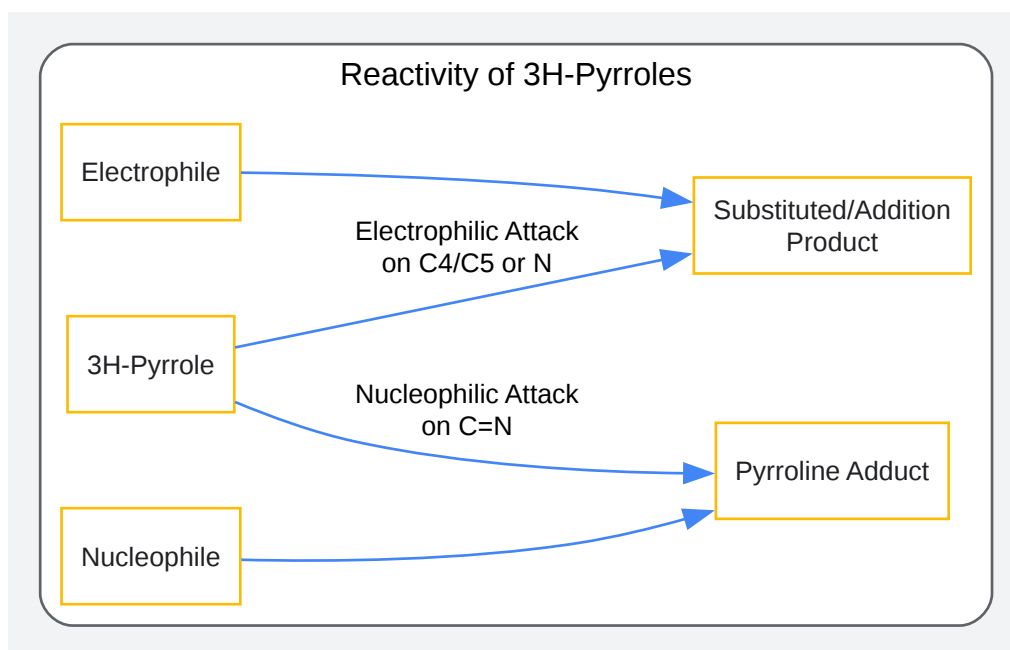 Reactivity of 3H-Pyrroles
Electrophile
Substituted/Addition
Product
Electrophilic Attack
on C4/C5 or N
3H-Pyrrole
Nucleophilic Attack
on C=N
Pyrroline Adduct
Nucleophile